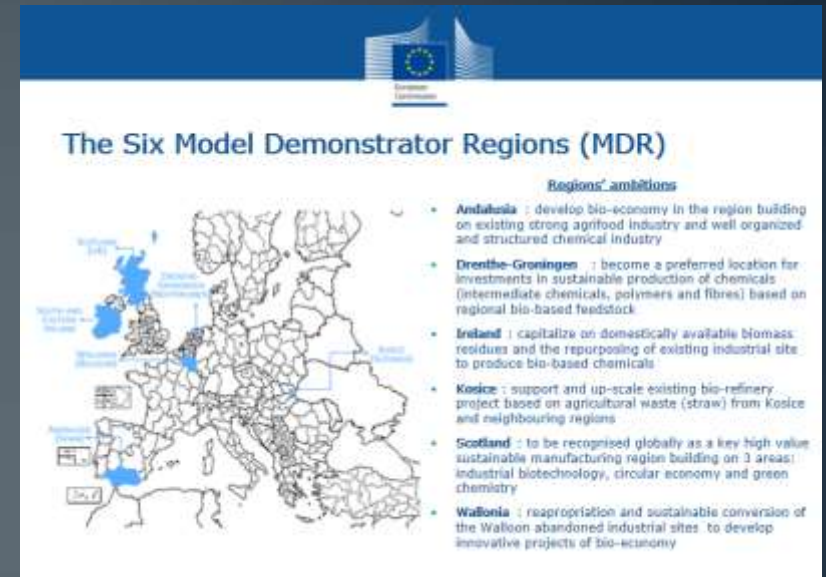 European
Commission
The Six Model Demonstrator Regions (MDR)
Regions' ambitions
• Andalusia : develop bio-economy in the region building
on existing strong agrifood industry and well organized
and structured chemical industry
• Drenthe-Groningen : become a preferred location for
investments in sustainable production of chemicals
(intermediate chemicals, polymers and fibres) based on
regional bio-based feedstock
• Ireland : capitalize on domestically available biomass
residues and the repurposing of existing industrial site
to produce bio-based chemicals
• Kosice : support and up-scale existing bio-refinery
project based on agricultural waste (straw) from Kosice
and neighbouring regions
• Scotland : to be recognised globally as a key high value
sustainable manufacturing region building on 3 areas:
industrial biotechnology, circular economy and green
chemistry
• Wallonia : reapropriation and sustainable conversion of
the Walloon abandoned industrial sites to develop
innovative projects of bio-economy